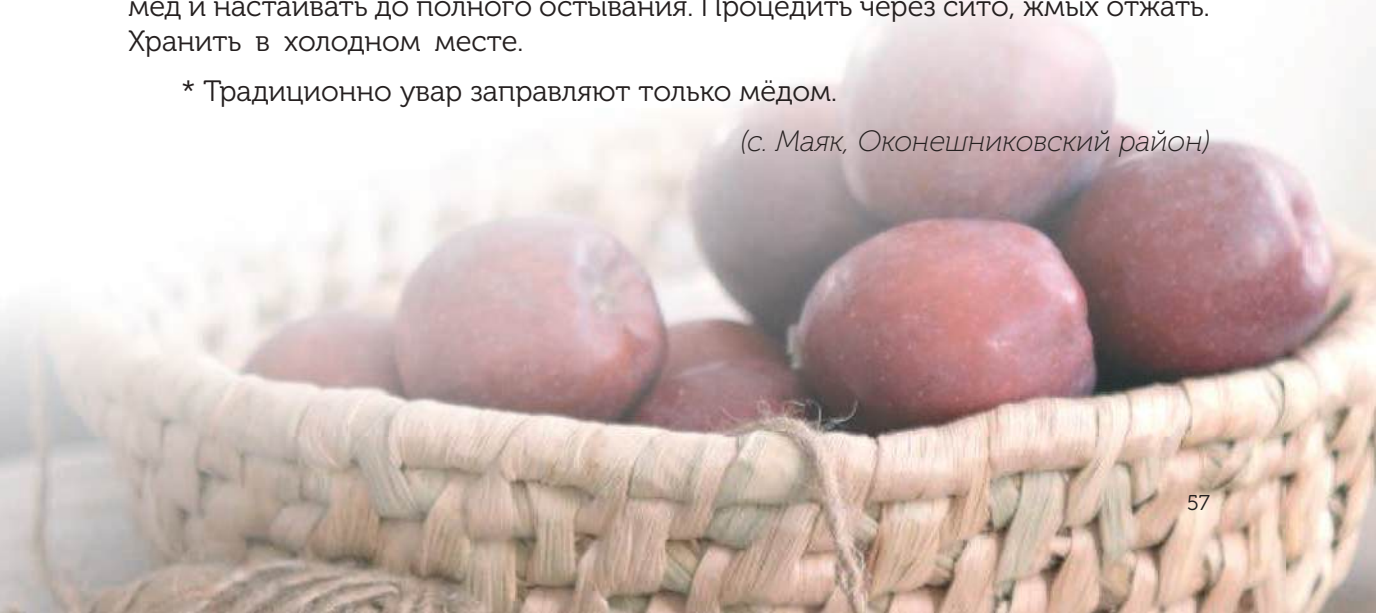 мёд и настаивать до полного остывания. Процедить через сито, жмых отжать.
Хранить в холодном месте.
* Традиционно увар заправляют только мёдом.
(с. Маяк, Оконешниковский район)
57